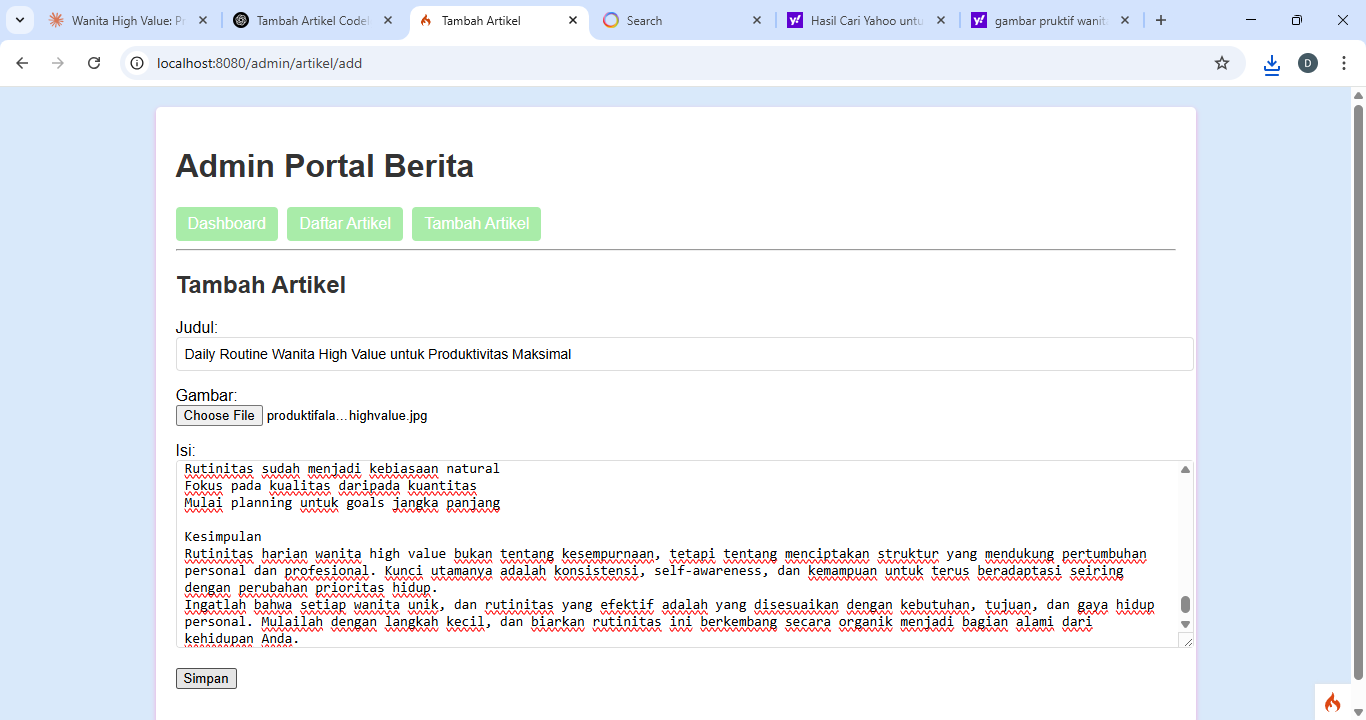 Wanita High Value: Pr
Tambah Artikel Codel
Tambah Artikel
Search
Hasil Cari Yahoo untu
gambar pruktif wanita
localhost:8080/admin/artikel/add
D
Admin Portal Berita
Dashboard
Daftar Artikel
Tambah Artikel
Tambah Artikel
Judul:
Daily Routine Wanita High Value untuk Produktivitas Maksimal
Gambar:
Choose File produktifala...highvalue.jpg
Isi:
Rutinitas sudah menjadi kebiasaan natural
Fokus pada kualitas daripada kuantitas
Mulai planning untuk goals jangka panjang
Kesimpulan
Rutinitas harian wanita high value bukan tentang kesempurnaan, tetapi tentang menciptakan struktur yang mendukung pertumbuhan
personal dan profesional. Kunci utamanya adalah konsistensi, self-awareness, dan kemampuan untuk terus beradaptasi seiring
dengan perubahan prioritas hidup.
Ingatlah bahwa setiap wanita unik, dan rutinitas yang efektif adalah yang disesuaikan dengan kebutuhan, tujuan, dan gaya hidup
personal. Mulailah dengan langkah kecil, dan biarkan rutinitas ini berkembang secara organik menjadi bagian alami dari
kehidupan Anda.
Simpan